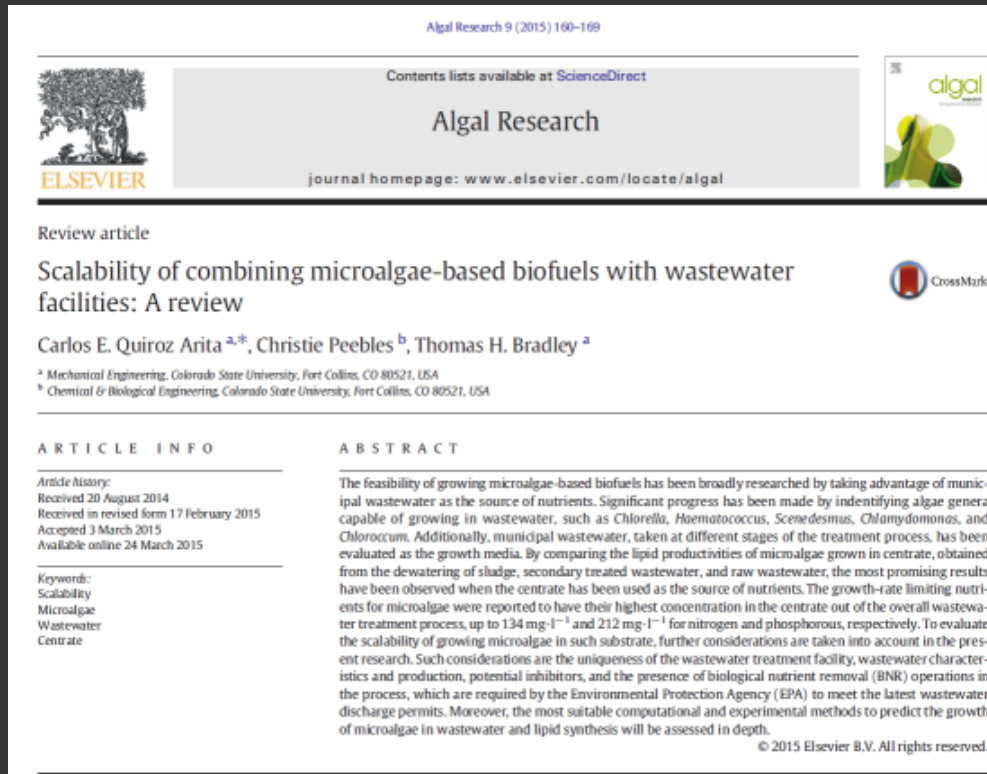 Algal Research 9 (2015) 160–169
Contents lists available at ScienceDirect
Algal Research
journal homepage: www.elsevier.com/locate/algal
ELSEVIER
algal
Review article
Scalability of combining microalgae-based biofuels with wastewater
facilities: A review
CrossMark
Carlos E. Quiroz Arita a,*, Christie Peebles b, Thomas H. Bradley a
a Mechanical Engineering, Colorado State University, Fort Collins, CO 80521, USA
b Chemical & Biological Engineering, Colorado State University, Fort Collins, CO 80521, USA
ARTICLE INFO
Article history:
Received 20 August 2014
Received in revised form 17 February 2015
Accepted 3 March 2015
Available online 24 March 2015
Keywords:
Scalability
Microalgae
Wastewater
Centrate
ABSTRACT
The feasibility of growing microalgae-based biofuels has been broadly researched by taking advantage of munic-
ipal wastewater as the source of nutrients. Significant progress has been made by indentifying algae genera
capable of growing in wastewater, such as Chlorella, Haematococcus, Scenedesmus, Chlamydomonas, and
Chloroccum. Additionally, municipal wastewater, taken at different stages of the treatment process, has been
evaluated as the growth media. By comparing the lipid productivities of microalgae grown in centrate, obtained
from the dewatering of sludge, secondary treated wastewater, and raw wastewater, the most promising results
have been observed when the centrate has been used as the source of nutrients. The growth-rate limiting nutri-
ents for microalgae were reported to have their highest concentration in the centrate out of the overall wastewa-
ter treatment process, up to 134 mg·l−1 and 212 mg·l−1 for nitrogen and phosphorous, respectively. To evaluate
the scalability of growing microalgae in such substrate, further considerations are taken into account in the pres-
ent research. Such considerations are the uniqueness of the wastewater treatment facility, wastewater character-
istics and production, potential inhibitors, and the presence of biological nutrient removal (BNR) operations in
the process, which are required by the Environmental Protection Agency (EPA) to meet the latest wastewater
discharge permits. Moreover, the most suitable computational and experimental methods to predict the growth
of microalgae in wastewater and lipid synthesis will be assessed in depth.
© 2015 Elsevier B.V. All rights reserved.